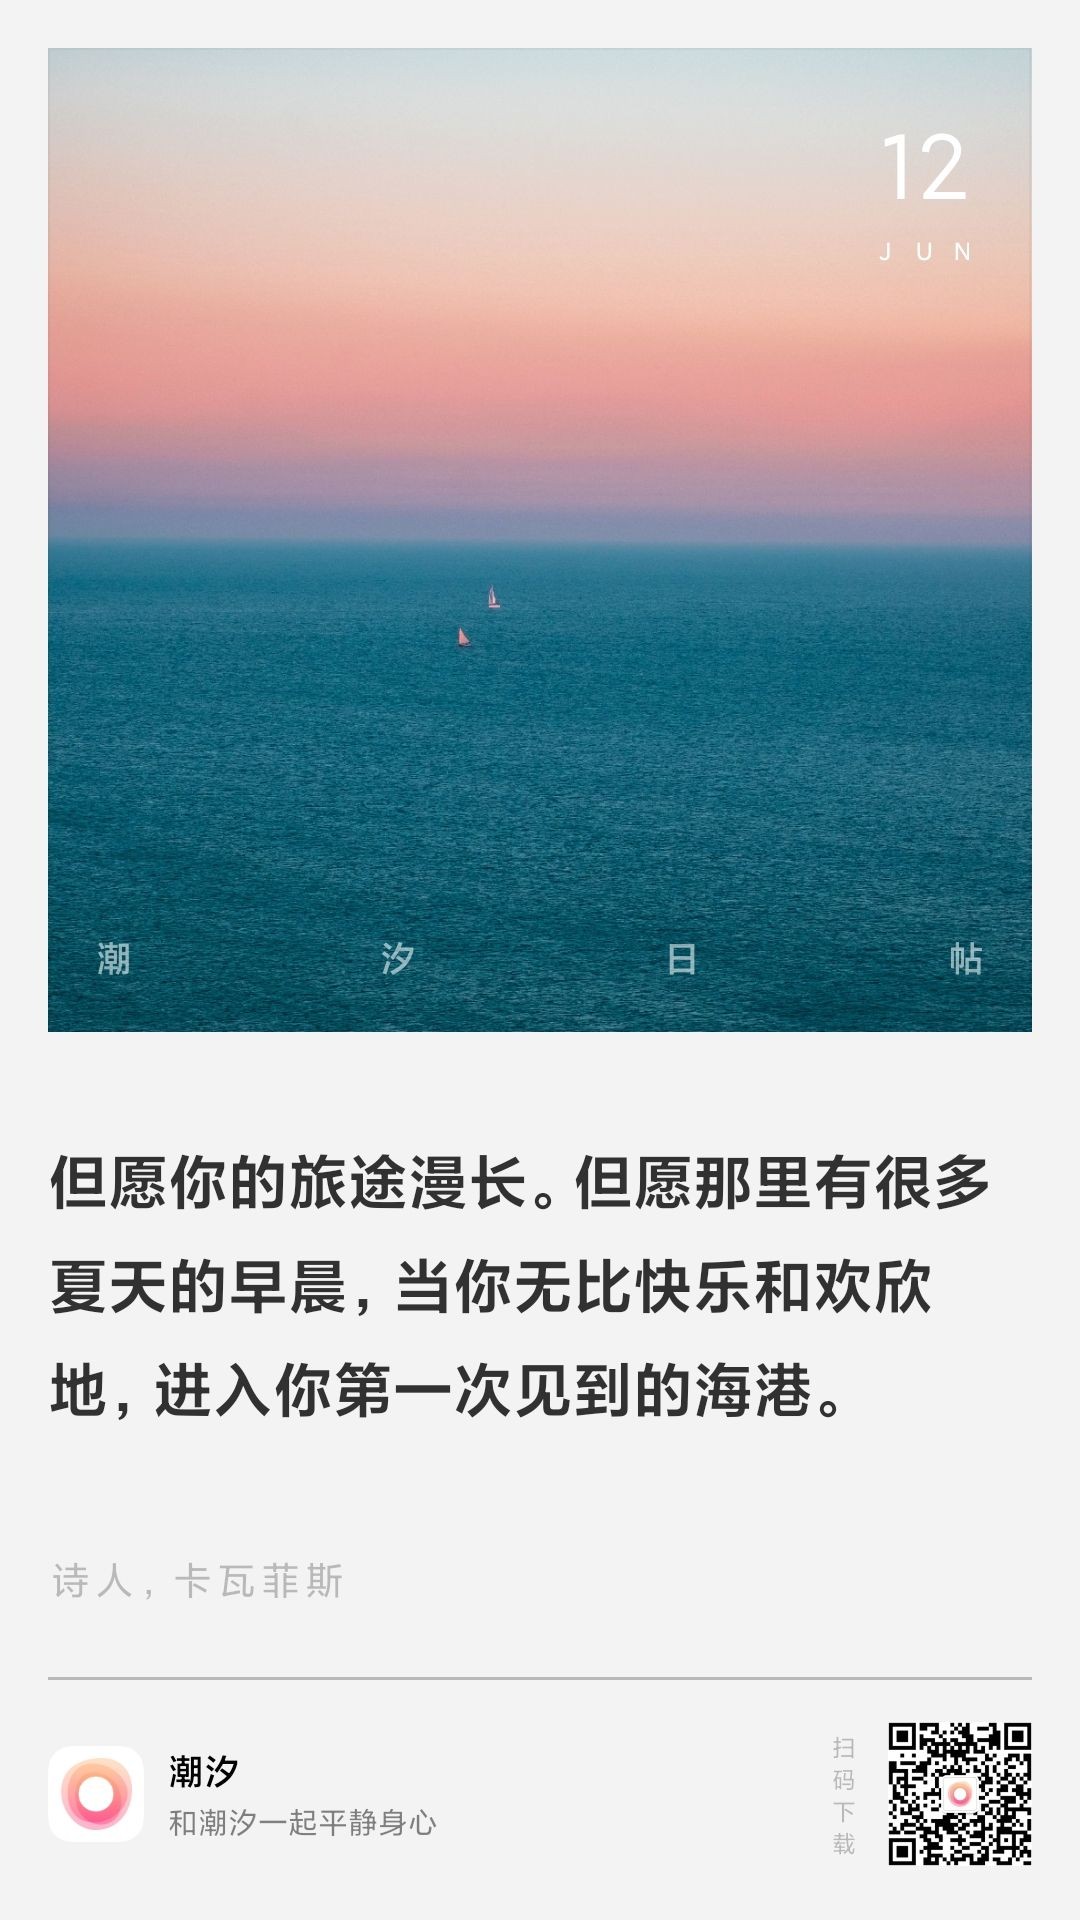 12
JUN
潮汐日帖
但愿你的旅途漫长。但愿那里有很多
夏天的早晨，当你无比快乐和欢欣
地，进入你第一次见到的海港。
诗人，卡瓦菲斯
潮汐
和潮汐一起平静身心
扫码下载